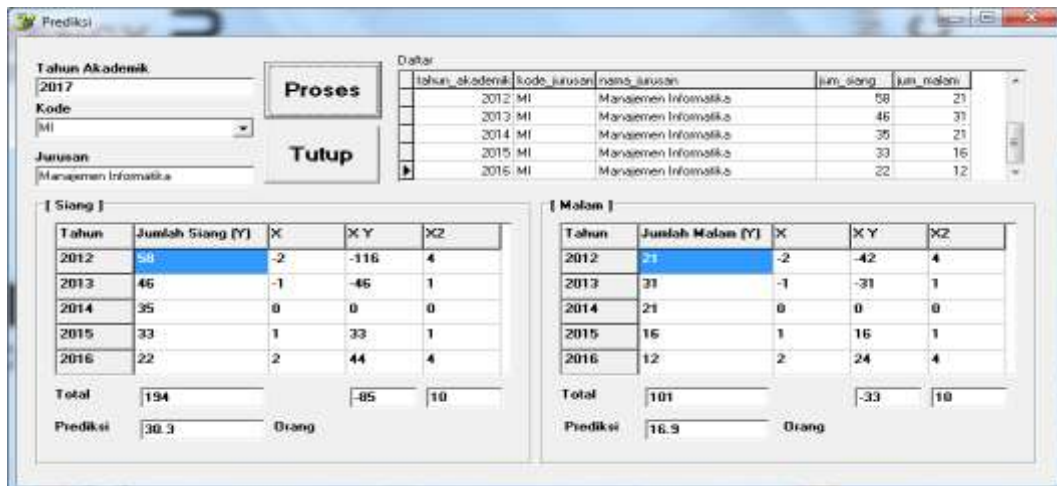 Prediksi
Tahun Akademik
2017
Kode
MI
Jurusan
Manajemen Informatika
Proses
Tutup
Daftar
tahun_akademik kode_jurusan nama_jurusan jum_siang jum_malam
2012 MI Manajemen Informatika 58 21
2013 MI Manajemen Informatika 46 31
2014 MI Manajemen Informatika 35 21
2015 MI Manajemen Informatika 33 16
2016 MI Manajemen Informatika 22 12
[ Siang ]
Tahun Jumlah Siang (Y) X X Y X2
2012 58 -2 -116 4
2013 46 -1 -46 1
2014 35 0 0 0
2015 33 1 33 1
2016 22 2 44 4
Total 194 -85 10
Prediksi 30.3 Orang
[ Malam ]
Tahun Jumlah Malam (Y) X X Y X2
2012 21 -2 -42 4
2013 31 -1 -31 1
2014 21 0 0 0
2015 16 1 16 1
2016 12 2 24 4
Total 101 -33 10
Prediksi 16.9 Orang